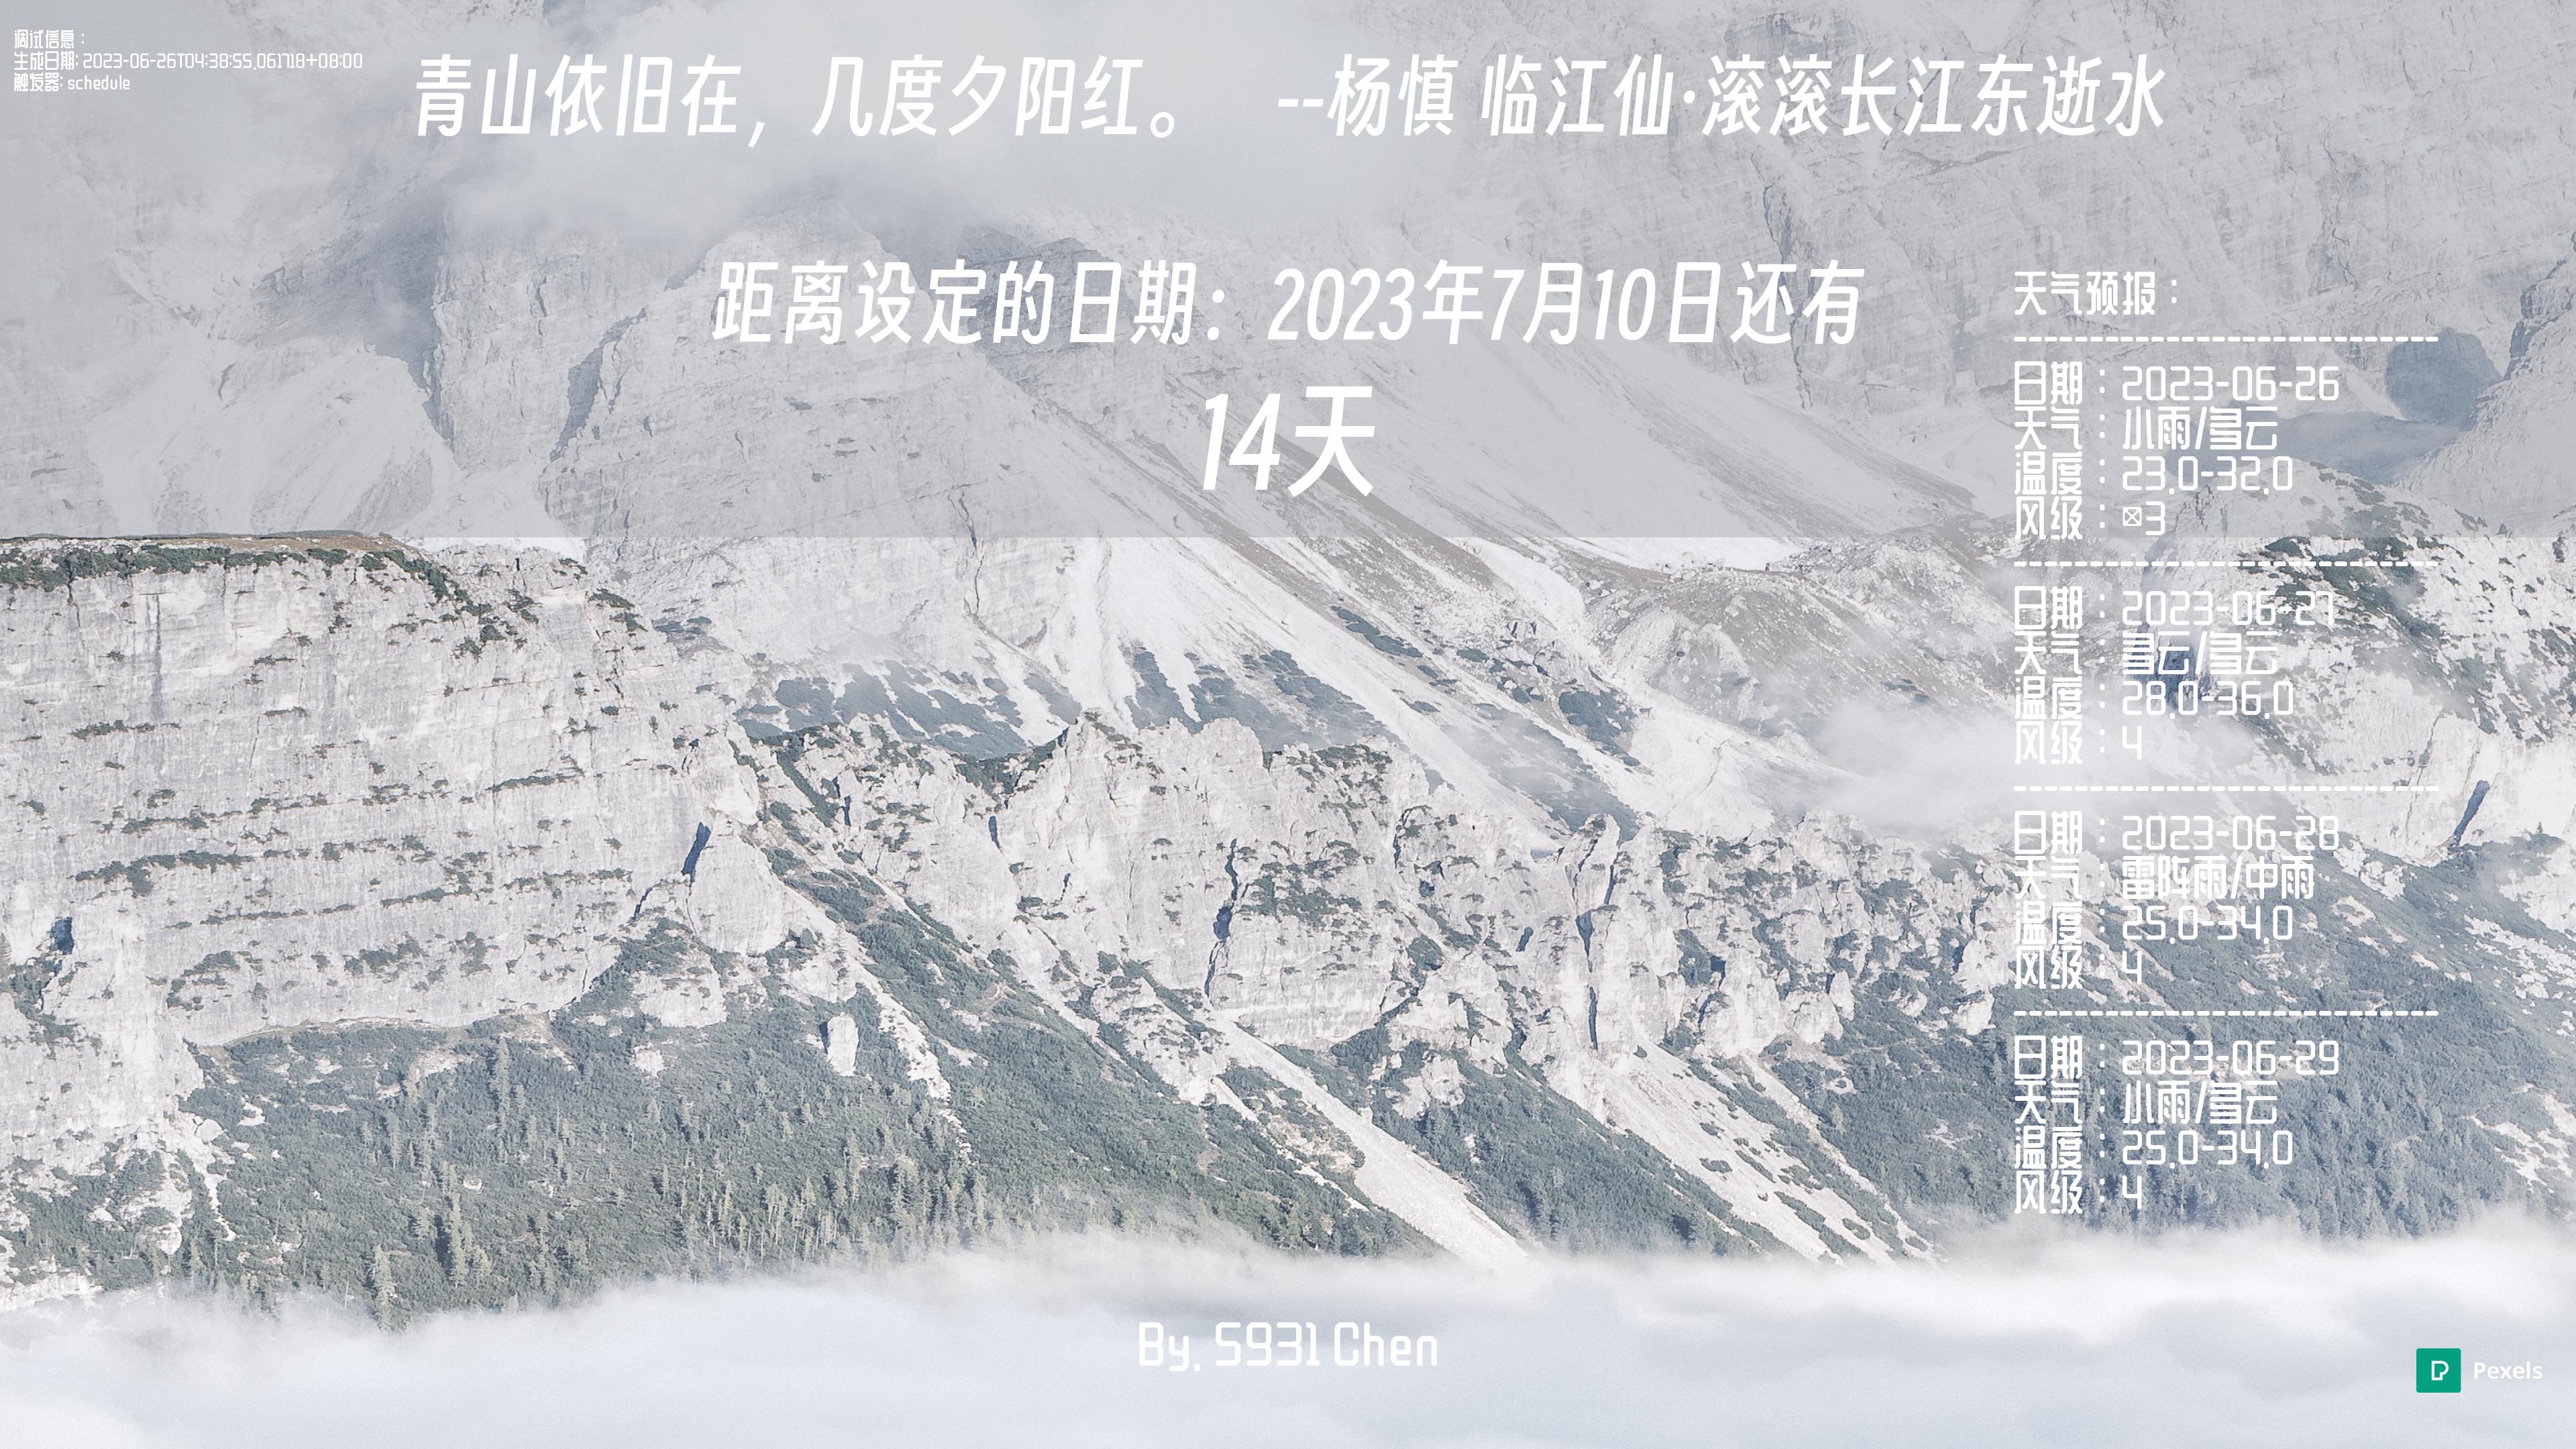 调试信息：
生成日期: 2023-06-26T04:38:55.061718+08:00
触发器: schedule
青山依旧在，几度夕阳红。 --杨慎 临江仙·滚滚长江东逝水
距离设定的日期：2023年7月10日还有
14天
天气预报：
----------------------------
日期：2023-06-26
天气：小雨/多云
温度：23.0-32.0
风级：☒3
----------------------------
日期：2023-06-27
天气：多云/多云
温度：28.0-36.0
风级：4
----------------------------
日期：2023-06-28
天气：雷阵雨/中雨
温度：25.0-34.0
风级：4
----------------------------
日期：2023-06-29
天气：小雨/多云
温度：25.0-34.0
风级：4
By. S931 Chen
Pexels